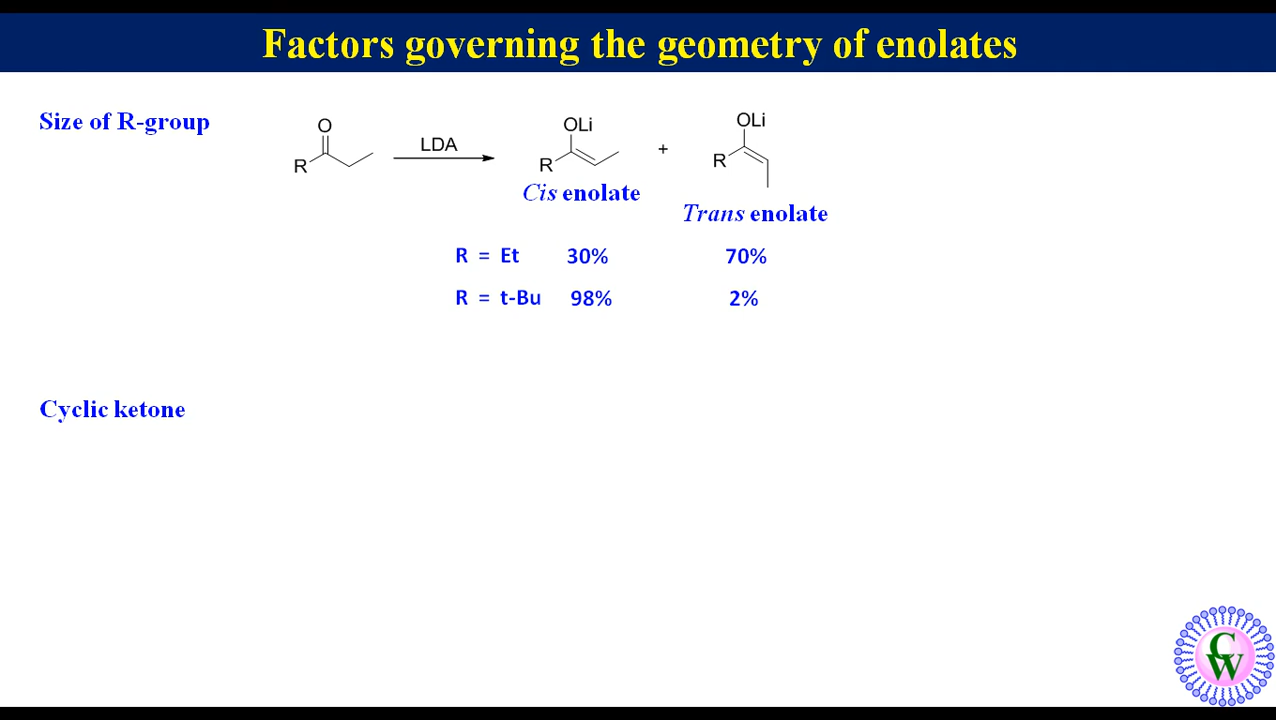 Factors governing the geometry of enolates
Size of R-group
O
R
LDA
OLi
R
+
OLi
R
Cis enolate
Trans enolate
R = Et 30% 70%
R = t-Bu 98% 2%
Cyclic ketone
CW